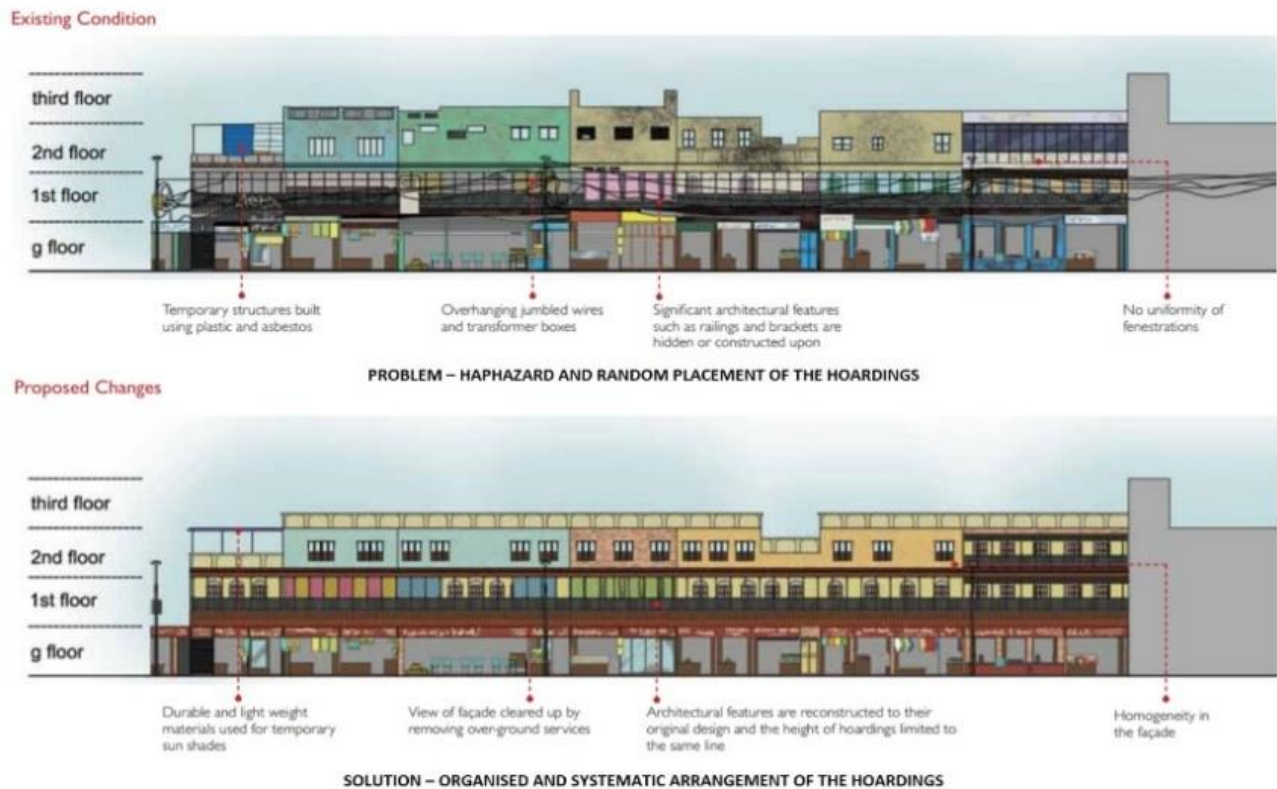 Existing Condition
third floor
2nd floor
1st floor
g floor
Temporary structures built
using plastic and asbestos
Overhanging jumbled wires
and transformer boxes
Significant architectural features
such as railings and brackets are
hidden or constructed upon
No uniformity of
fenestrations
PROBLEM – HAPHAZARD AND RANDOM PLACEMENT OF THE HOARDINGS
Proposed Changes
third floor
2nd floor
1st floor
g floor
Durable and light weight
materials used for temporary
sun shades
View of façade cleared up by
removing over-ground services
Architectural features are reconstructed to their
original design and the height of hoardings limited to
the same line
Homogeneity in
the façade
SOLUTION – ORGANISED AND SYSTEMATIC ARRANGEMENT OF THE HOARDINGS